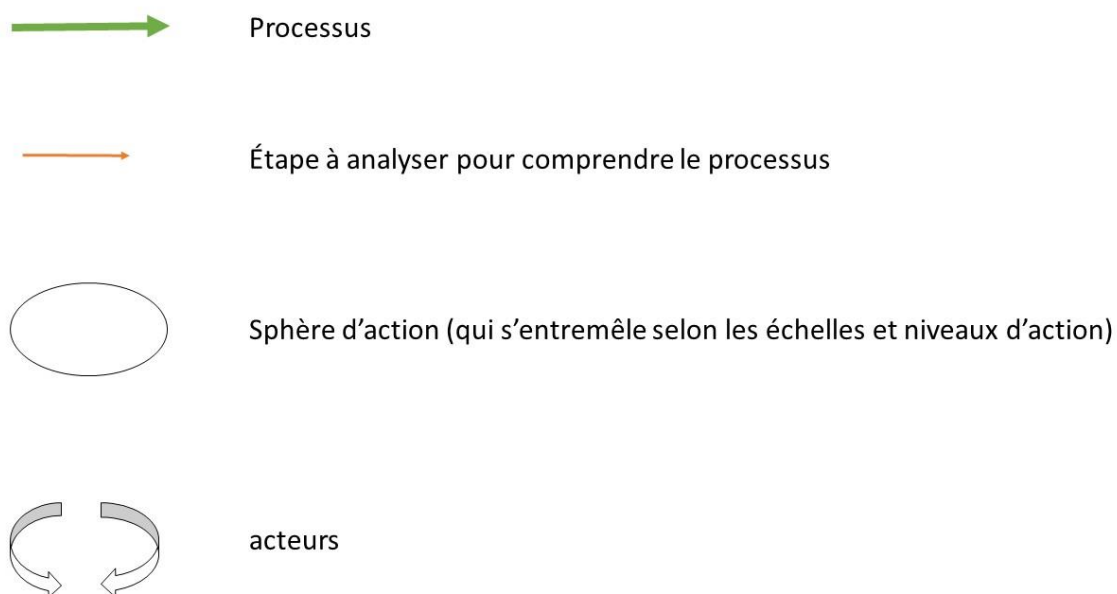 Processus
Étape à analyser pour comprendre le processus
Sphère d’action (qui s’entremêle selon les échelles et niveaux d’action)
acteurs